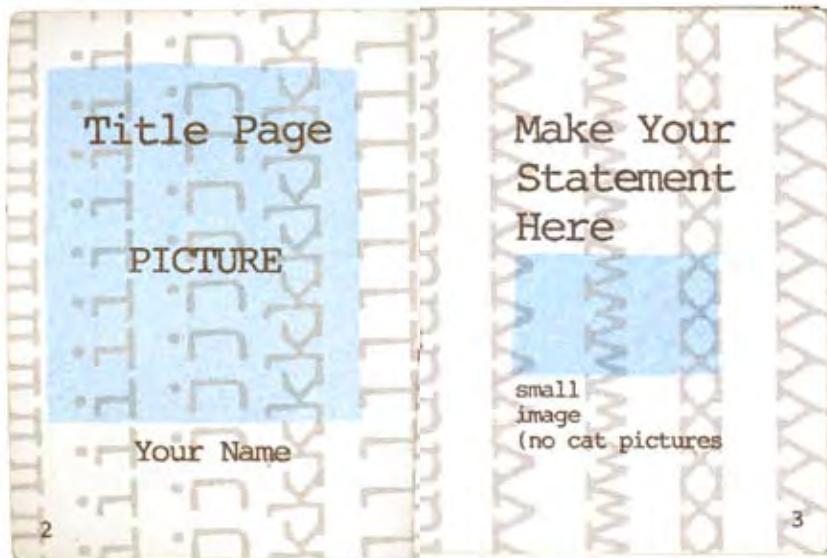 Title Page
PICTURE
Your Name
2
Make Your
Statement
Here
small
image
(no cat pictures
3